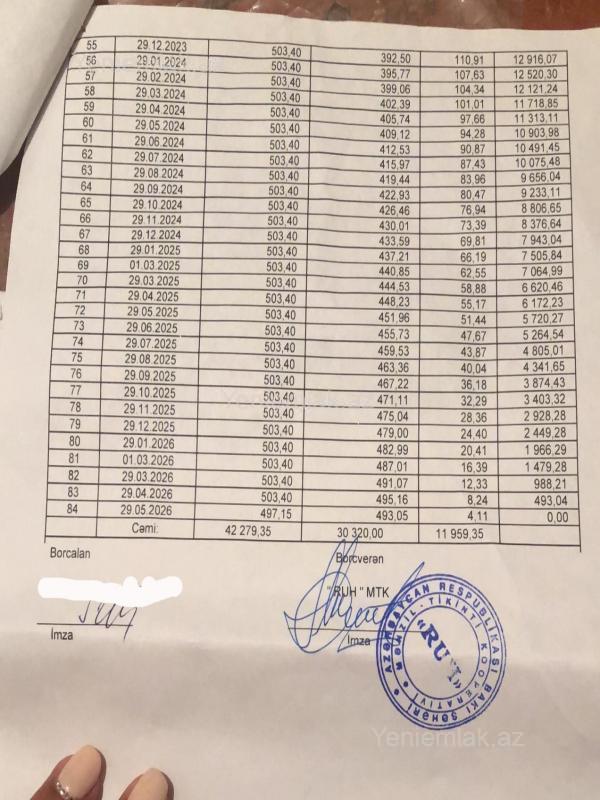 55 29.12.2023 503,40 392,50 110,91 12 916,07
56 29.01.2024 503,40 395,77 107,63 12 520,30
57 29.02.2024 503,40 399,06 104,34 12 121,24
58 29.03.2024 503,40 402,39 101,01 11 718,85
59 29.04.2024 503,40 405,74 97,66 11 313,11
60 29.05.2024 503,40 409,12 94,28 10 903,98
61 29.06.2024 503,40 412,53 90,87 10 491,45
62 29.07.2024 503,40 415,97 87,43 10 075,48
63 29.08.2024 503,40 419,44 83,96 9 656,04
64 29.09.2024 503,40 422,93 80,47 9 233,11
65 29.10.2024 503,40 426,46 76,94 8 806,65
66 29.11.2024 503,40 430,01 73,39 8 376,64
67 29.12.2024 503,40 433,59 69,81 7 943,04
68 29.01.2025 503,40 437,21 66,19 7 505,84
69 01.03.2025 503,40 440,85 62,55 7 064,99
70 29.03.2025 503,40 444,53 58,88 6 620,46
71 29.04.2025 503,40 448,23 55,17 6 172,23
72 29.05.2025 503,40 451,96 51,44 5 720,27
73 29.06.2025 503,40 455,73 47,67 5 264,54
74 29.07.2025 503,40 459,53 43,87 4 805,01
75 29.08.2025 503,40 463,36 40,04 4 341,65
76 29.09.2025 503,40 467,22 36,18 3 874,43
77 29.10.2025 503,40 471,11 32,29 3 403,32
78 29.11.2025 503,40 475,04 28,36 2 928,28
79 29.12.2025 503,40 479,00 24,40 2 449,28
80 29.01.2026 503,40 482,99 20,41 1 966,29
81 01.03.2026 503,40 487,01 16,39 1 479,28
82 29.03.2026 503,40 491,07 12,33 988,21
83 29.04.2026 503,40 495,16 8,24 493,04
84 29.05.2026 497,15 493,05 4,11 0,00
Cəmi: 42 279,35 30 320,00 11 959,35
Borcalan Borcverən
"RUH" MTK
İmza İmza
AZƏRBAYCAN RESPUBLİKASI BAKI ŞƏHƏRİ
MƏNZİL-TİKİNTİ KOOPERATİVİ
«RUH»
Yeniemlak.az